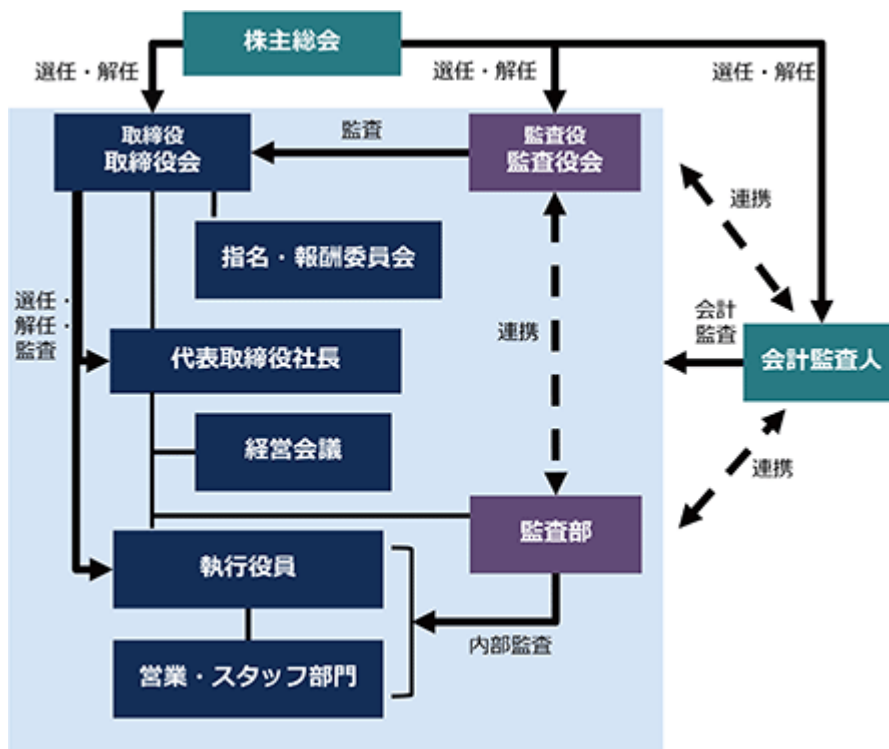 株主総会
選任・解任
選任・解任
選任・解任
取締役
取締役会
監査
監査役
監査役会
連携
指名・報酬委員会
選任・
解任・
監査
連携
会計
監査
代表取締役社長
会計監査人
経営会議
連携
監査部
執行役員
内部監査
営業・スタッフ部門